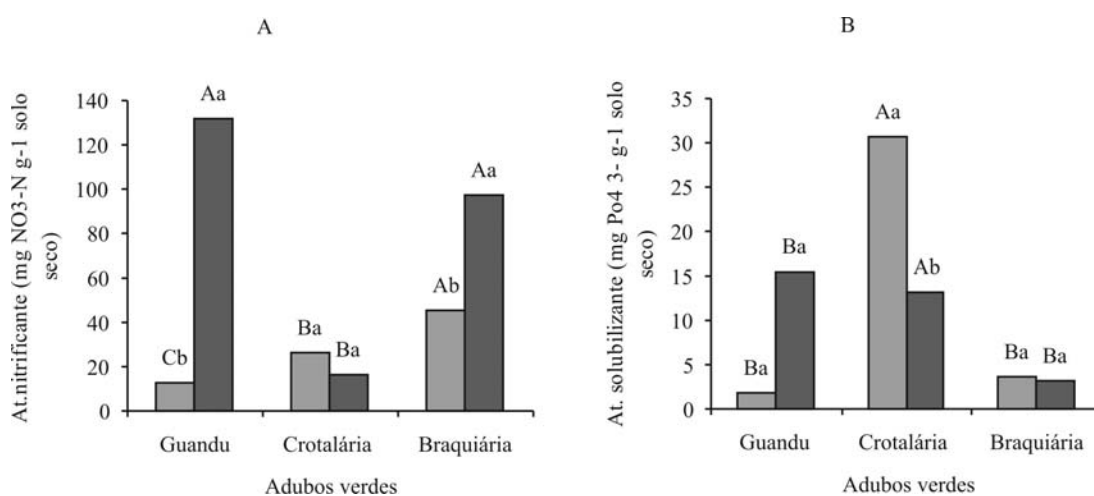 A
At.nitrificante (mg NO3-N g-1 solo
seco)
140
120
100
80
60
40
20
0
Cb
Aa
Ba
Ba
Ab
Aa
Guandu
Crotalária
Braquiária
Adubos verdes
B
At. solubilizante (mg Po4 3- g-1 solo
seco)
35
30
25
20
15
10
5
0
Ba
Ba
Aa
Ab
Ba
Ba
Guandu
Crotalária
Braquiária
Adubos verdes